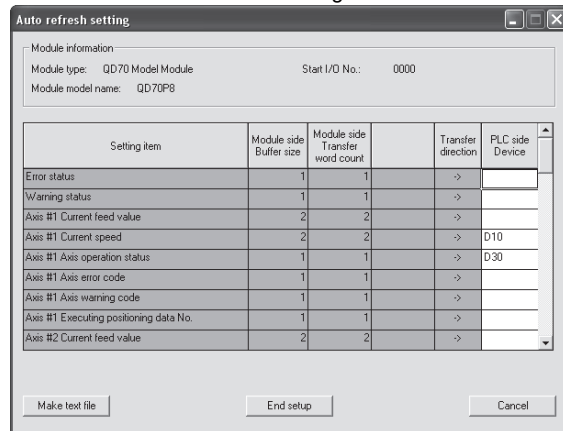 Auto refresh setting
Module information
Module type: QD70 Model Module Start I/O No.: 0000
Module model name: QD70P8
Setting item Module side Buffer size Module side Transfer word count Transfer direction PLC side Device
Error status 1 1 ->
Warning status 1 1 ->
Axis #1 Current feed value 2 2 ->
Axis #1 Current speed 2 2 -> D10
Axis #1 Axis operation status 1 1 -> D30
Axis #1 Axis error code 1 1 ->
Axis #1 Axis warning code 1 1 ->
Axis #1 Executing positioning data No. 1 1 ->
Axis #2 Current feed value 2 2 ->
Make text file End setup Cancel